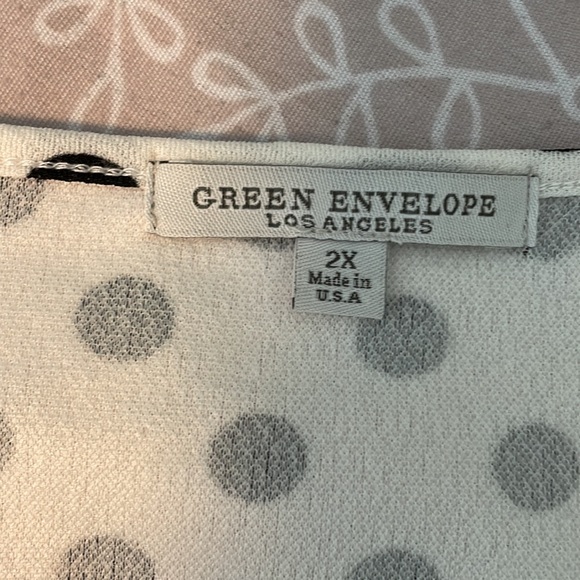 GREEN ENVELOPE
LOS ANGELES
2X
Made in
U.S.A